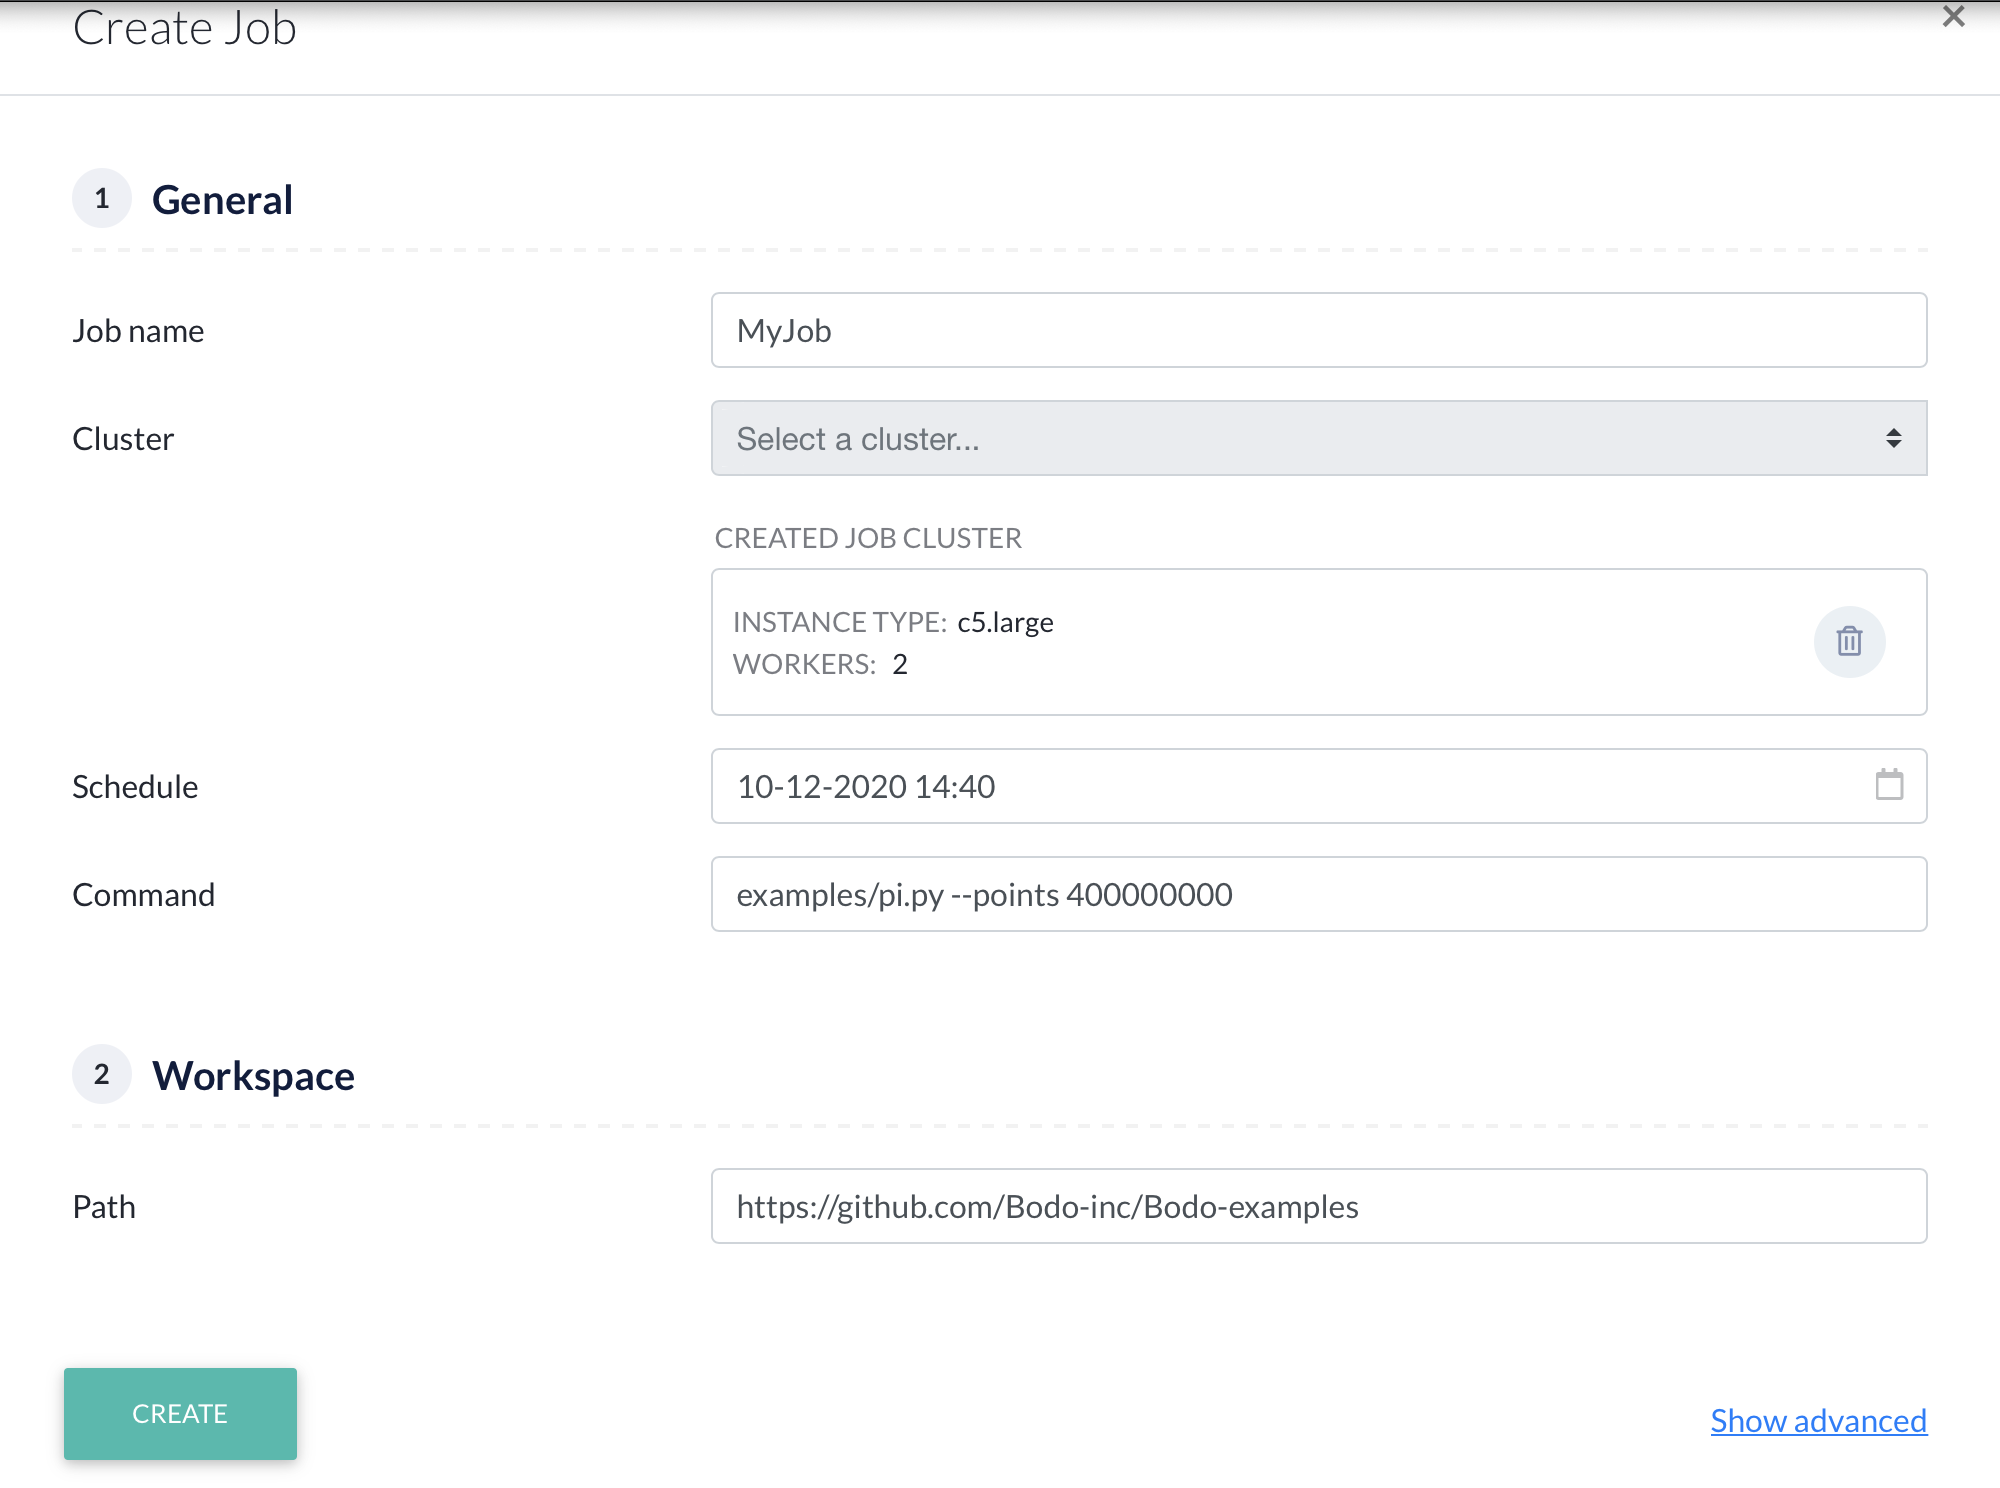 Create Job
1 General
Job name
MyJob
Cluster
Select a cluster...
CREATED JOB CLUSTER
INSTANCE TYPE: c5.large
WORKERS: 2
Schedule
10-12-2020 14:40
Command
examples/pi.py --points 400000000
2 Workspace
Path
https://github.com/Bodo-inc/Bodo-examples
CREATE
Show advanced